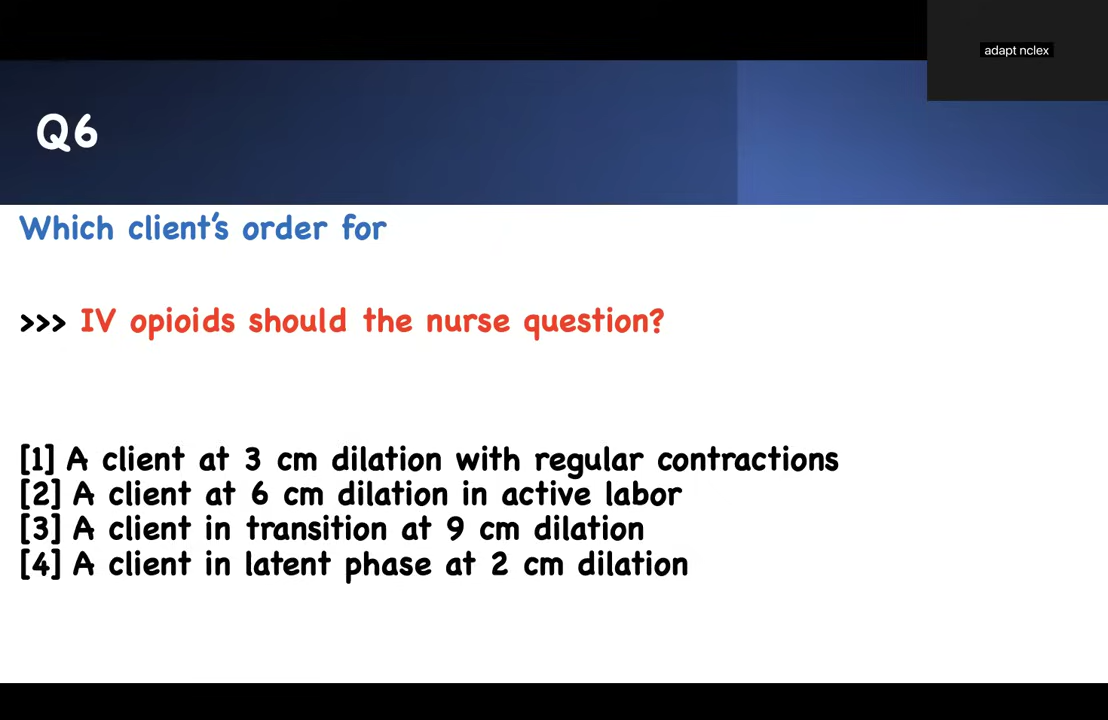 adapt nclex
Q6
Which client's order for
>>> IV opioids should the nurse question?
[1] A client at 3 cm dilation with regular contractions
[2] A client at 6 cm dilation in active labor
[3] A client in transition at 9 cm dilation
[4] A client in latent phase at 2 cm dilation